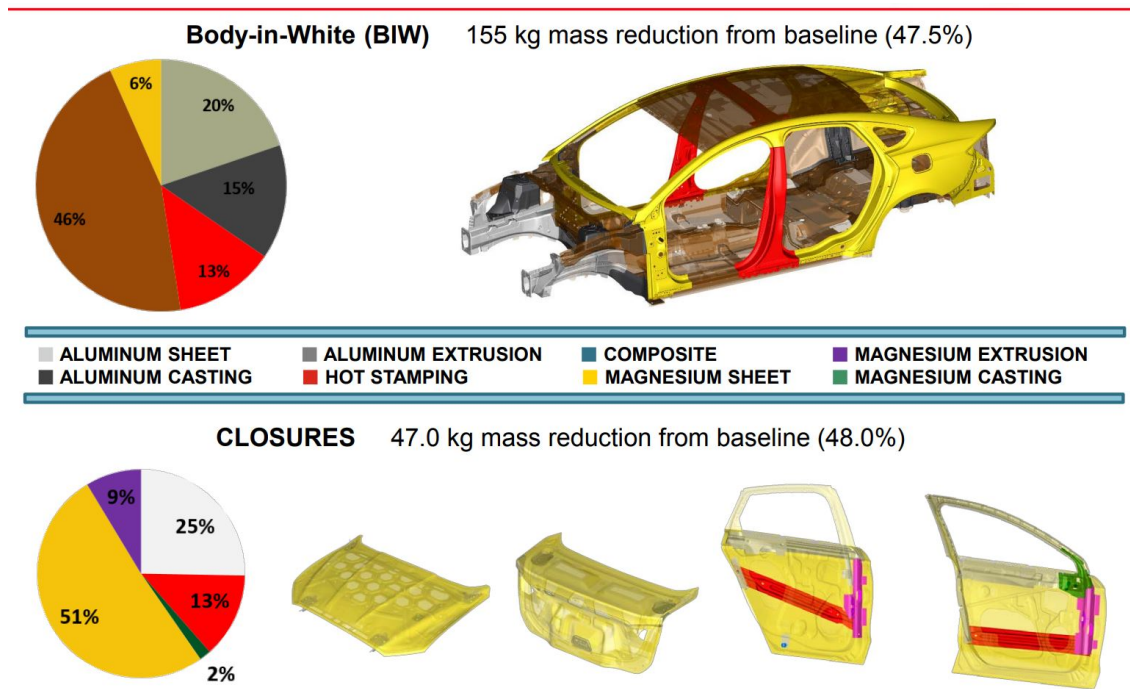 Body-in-White (BIW) 155 kg mass reduction from baseline (47.5%)
6%
20%
15%
46%
13%
ALUMINUM SHEET ALUMINUM EXTRUSION COMPOSITE MAGNESIUM EXTRUSION
ALUMINUM CASTING HOT STAMPING MAGNESIUM SHEET MAGNESIUM CASTING
CLOSURES 47.0 kg mass reduction from baseline (48.0%)
9%
25%
13%
51%
2%